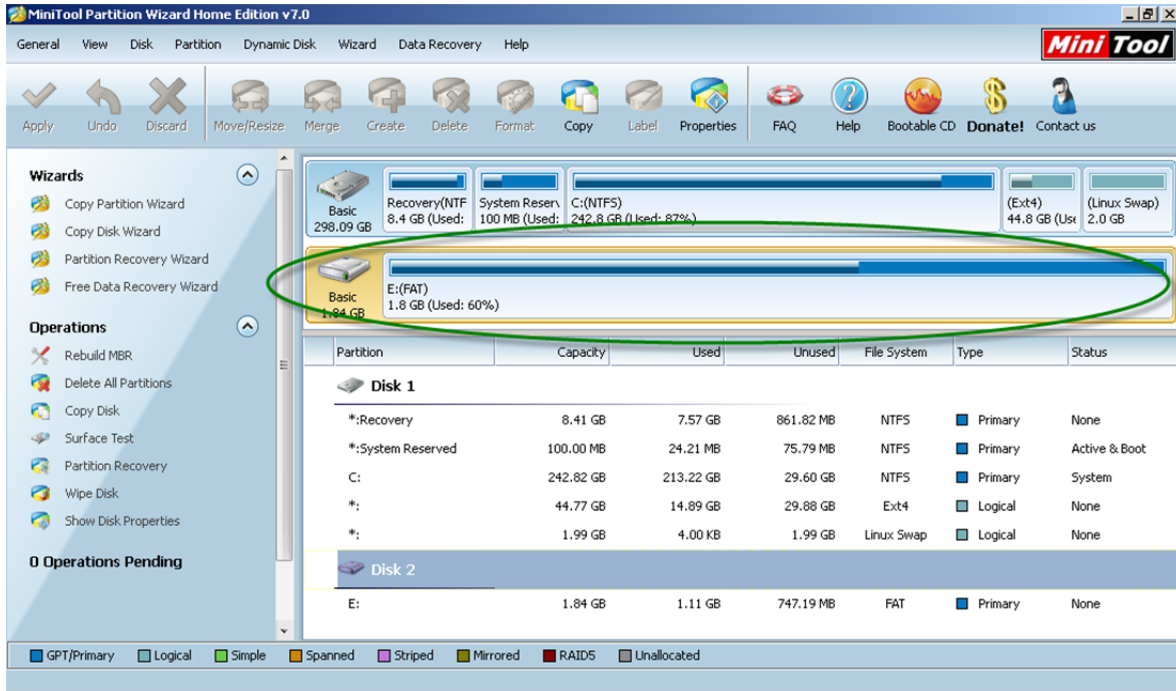 MiniTool Partition Wizard Home Edition v7.0
General View Disk Partition Dynamic Disk Wizard Data Recovery Help
Mini Tool
Apply Undo Discard Move/Resize Merge Create Delete Format Copy Label Properties FAQ Help Bootable CD Donate! Contact us
Wizards
Copy Partition Wizard
Copy Disk Wizard
Partition Recovery Wizard
Free Data Recovery Wizard
Operations
Rebuild MBR
Delete All Partitions
Copy Disk
Surface Test
Partition Recovery
Wipe Disk
Show Disk Properties
0 Operations Pending
Basic
298.09 GB
Recovery(NTF
8.4 GB (Used:
System Reserv
100 MB (Used:
C:(NTFS)
242.8 GB (Used: 87%)
(Ext4)
44.8 GB (Use
(Linux Swap)
2.0 GB
Basic
1.84 GB
E:(FAT)
1.8 GB (Used: 60%)
Partition Capacity Used Unused File System Type Status
Disk 1
*:Recovery 8.41 GB 7.57 GB 861.82 MB NTFS Primary None
*:System Reserved 100.00 MB 24.21 MB 75.79 MB NTFS Primary Active & Boot
C: 242.82 GB 213.22 GB 29.60 GB NTFS Primary System
*: 44.77 GB 14.89 GB 29.88 GB Ext4 Logical None
*: 1.99 GB 4.00 KB 1.99 GB Linux Swap Logical None
Disk 2
E: 1.84 GB 1.11 GB 747.19 MB FAT Primary None
GPT/Primary Logical Simple Spanned Striped Mirrored RAID5 Unallocated